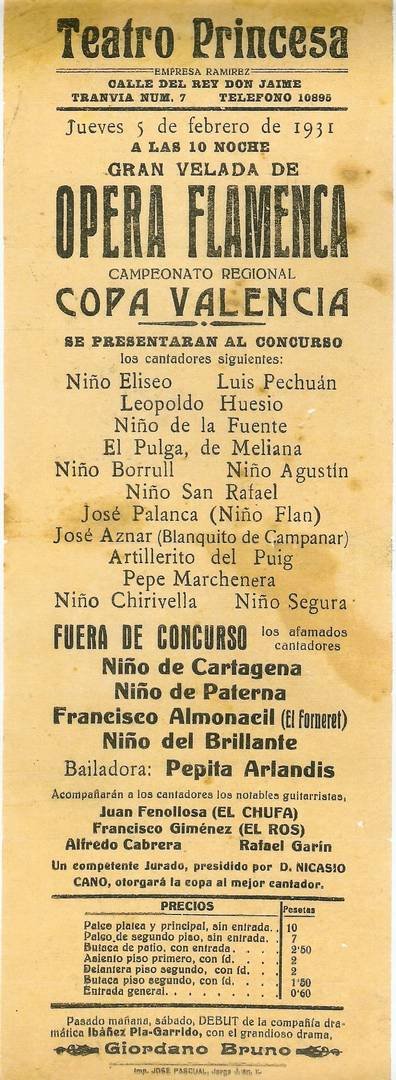 Teatro Princesa
EMPRESA RAMIREZ
CALLE DEL REY DON JAIME
TRANVIA NUM. 7 TELEFONO 10895
Jueves 5 de febrero de 1931
A LAS 10 NOCHE
GRAN VELADA DE
OPERA FLAMENCA
CAMPEONATO REGIONAL
COPA VALENCIA
SE PRESENTARAN AL CONCURSO
los cantadores siguientes:
Niño Eliseo Luis Pechuán
Leopoldo Huesio
Niño de la Fuente
El Pulga, de Meliana
Niño Borrull Niño Agustín
Niño San Rafael
José Palanca (Niño Flan)
José Aznar (Blanquito de Campanar)
Artillerito del Puig
Pepe Marchenera
Niño Chirivella Niño Segura
FUERA DE CONCURSO los afamados
cantadores
Niño de Cartagena
Niño de Paterna
Francisco Almonacil (El Forneret)
Niño del Brillante
Bailadora: Pepita Arlandis
Acompañarán a los cantadores los notables guitarristas,
Juan Fenollosa (EL CHUFA)
Francisco Giménez (EL ROS)
Alfredo Cabrera Rafael Garín
Un competente Jurado, presidido por D. NICASIO
CANO, otorgará la copa al mejor cantador.
PRECIOS Pesetas
Palco platea y principal, sin entrada. . 10
Palco de segundo piso, sin entrada. . 7
Butaca de patio, con entrada. . . . 2'50
Asiento piso primero, con íd. . . . 2
Delantera piso segundo, con íd. . . 2
Butaca piso segundo, con íd. . . . 1'50
Entrada general. . . . . . . . 0'60
Pasado mañana, sábado, DEBUT de la compañía dra-
mática Ibáñez Pla-Garrido, con el grandioso drama,
Giordano Bruno
Imp. JOSE PASCUAL,